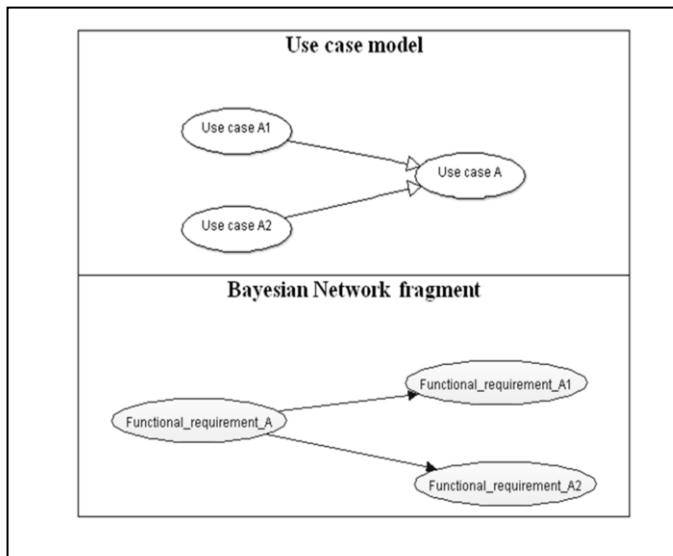 Use case model
Use case A1
Use case A
Use case A2
Bayesian Network fragment
Functional_requirement_A1
Functional_requirement_A
Functional_requirement_A2